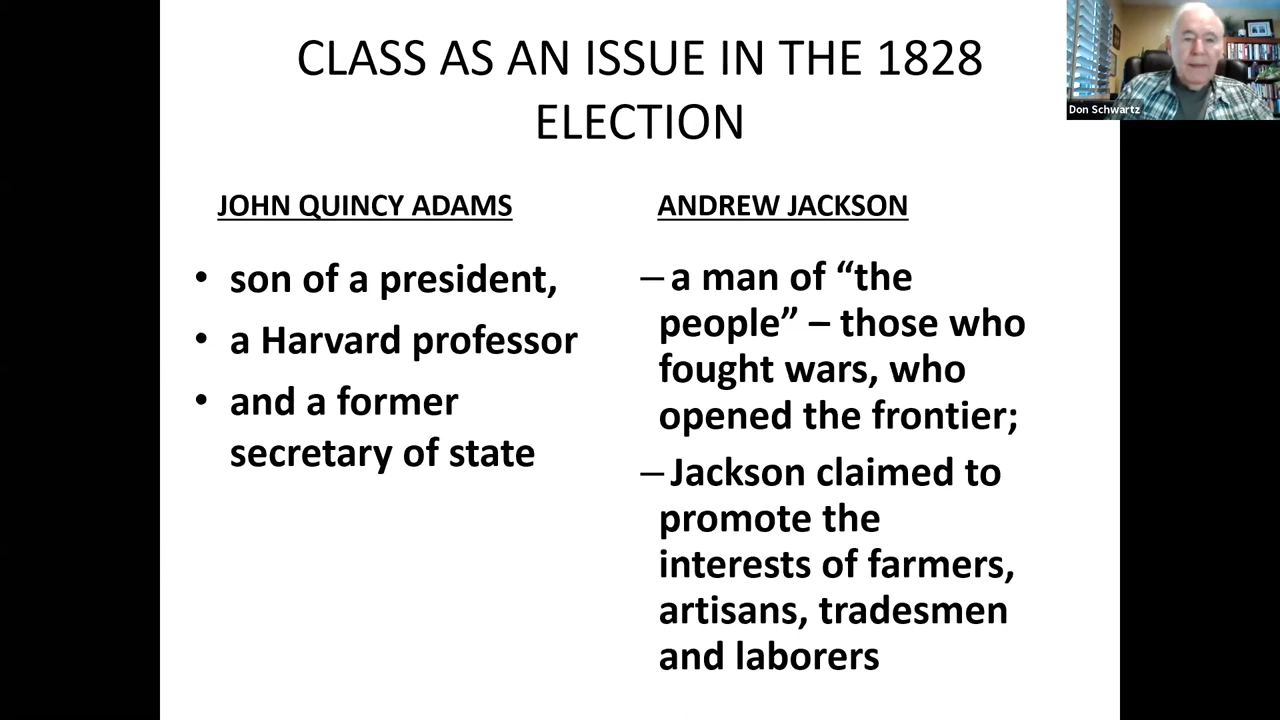 CLASS AS AN ISSUE IN THE 1828
ELECTION
Don Schwartz
JOHN QUINCY ADAMS
• son of a president,
• a Harvard professor
• and a former
secretary of state
ANDREW JACKSON
– a man of “the
people” – those who
fought wars, who
opened the frontier;
– Jackson claimed to
promote the
interests of farmers,
artisans, tradesmen
and laborers